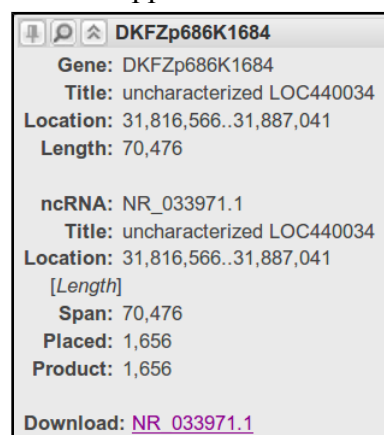 DKFZp686K1684
Gene: DKFZp686K1684
Title: uncharacterized LOC440034
Location: 31,816,566..31,887,041
Length: 70,476
ncRNA: NR_033971.1
Title: uncharacterized LOC440034
Location: 31,816,566..31,887,041
[Length]
Span: 70,476
Placed: 1,656
Product: 1,656
Download: NR_033971.1